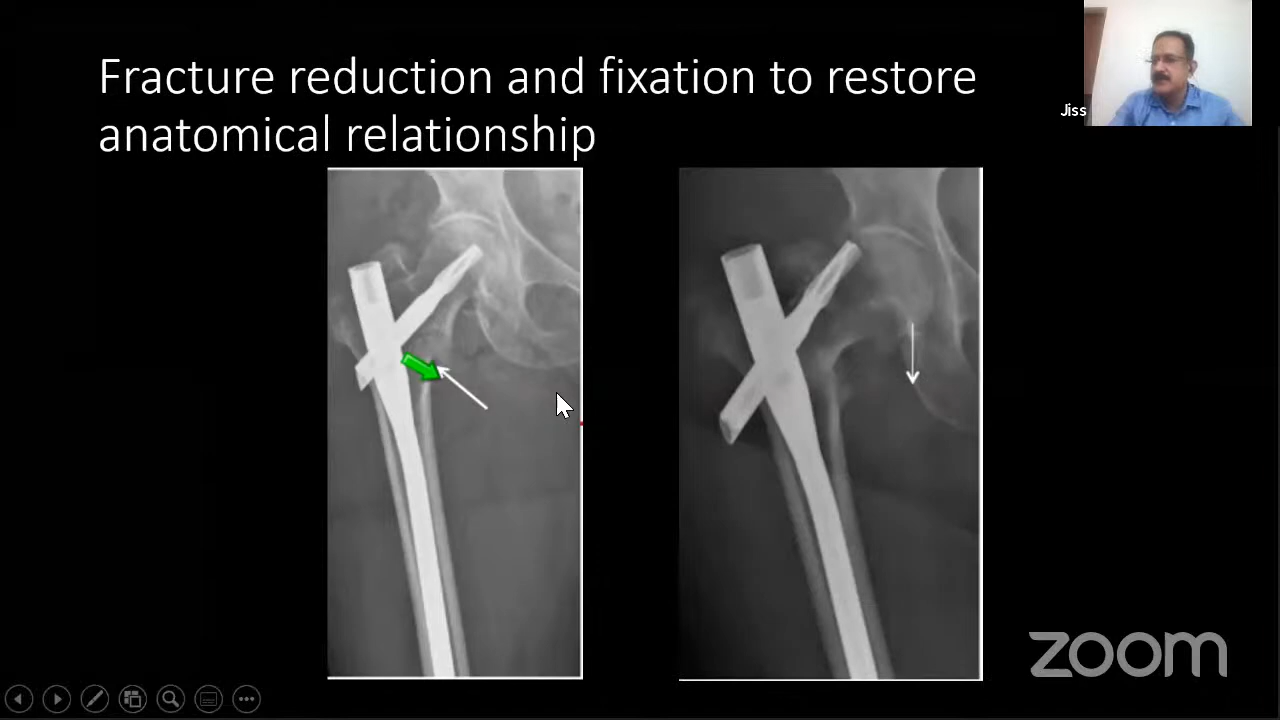 Fracture reduction and fixation to restore
anatomical relationship
Jiss
zoom